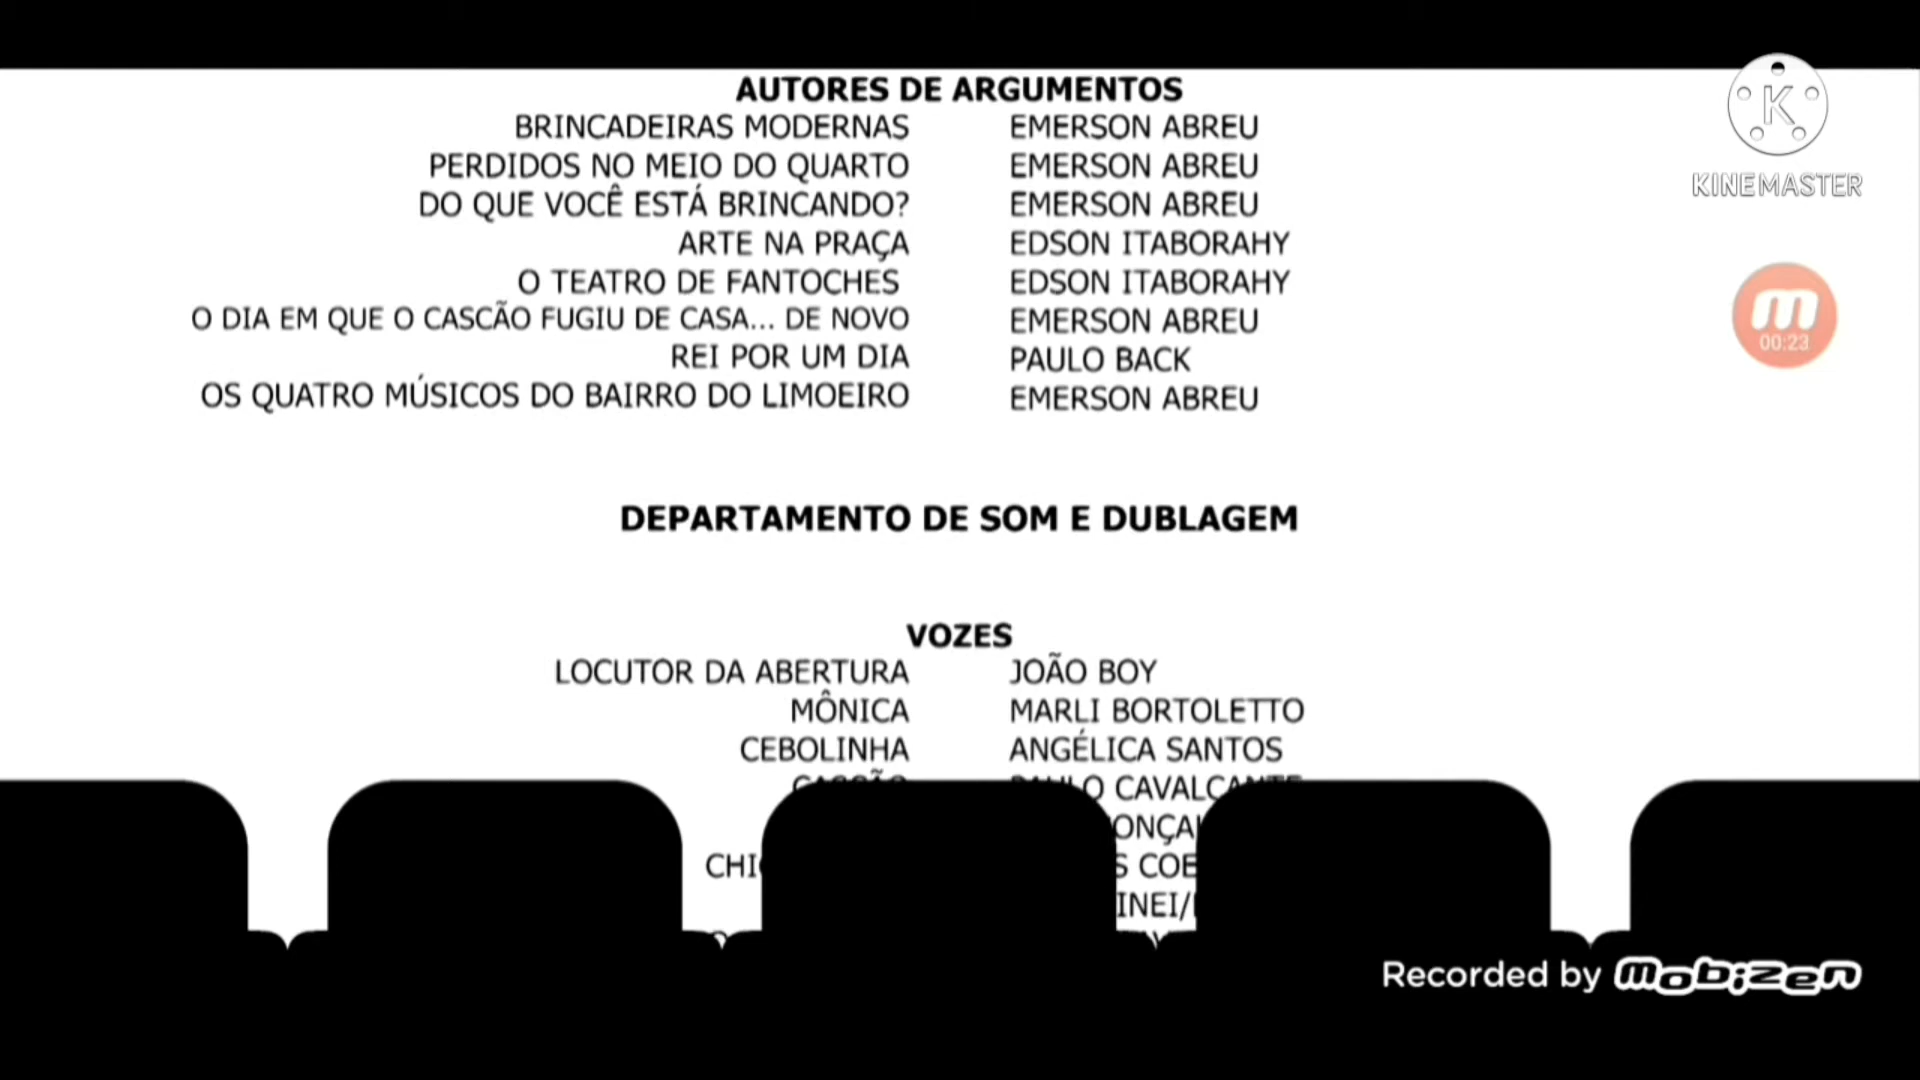 AUTORES DE ARGUMENTOS
BRINCADEIRAS MODERNAS EMERSON ABREU
PERDIDOS NO MEIO DO QUARTO EMERSON ABREU
DO QUE VOCÊ ESTÁ BRINCANDO? EMERSON ABREU
ARTE NA PRAÇA EDSON ITABORAHY
O TEATRO DE FANTOCHES EDSON ITABORAHY
O DIA EM QUE O CASCÃO FUGIU DE CASA... DE NOVO EMERSON ABREU
REI POR UM DIA PAULO BACK
OS QUATRO MÚSICOS DO BAIRRO DO LIMOEIRO EMERSON ABREU
K
KINEMASTER
m
00:23
DEPARTAMENTO DE SOM E DUBLAGEM
VOZES
LOCUTOR DA ABERTURA JOÃO BOY
MÔNICA MARLI BORTOLETTO
CEBOLINHA ANGÉLICA SANTOS
CASCÃO PAULO CAVALCANTE
Recorded by mobizen